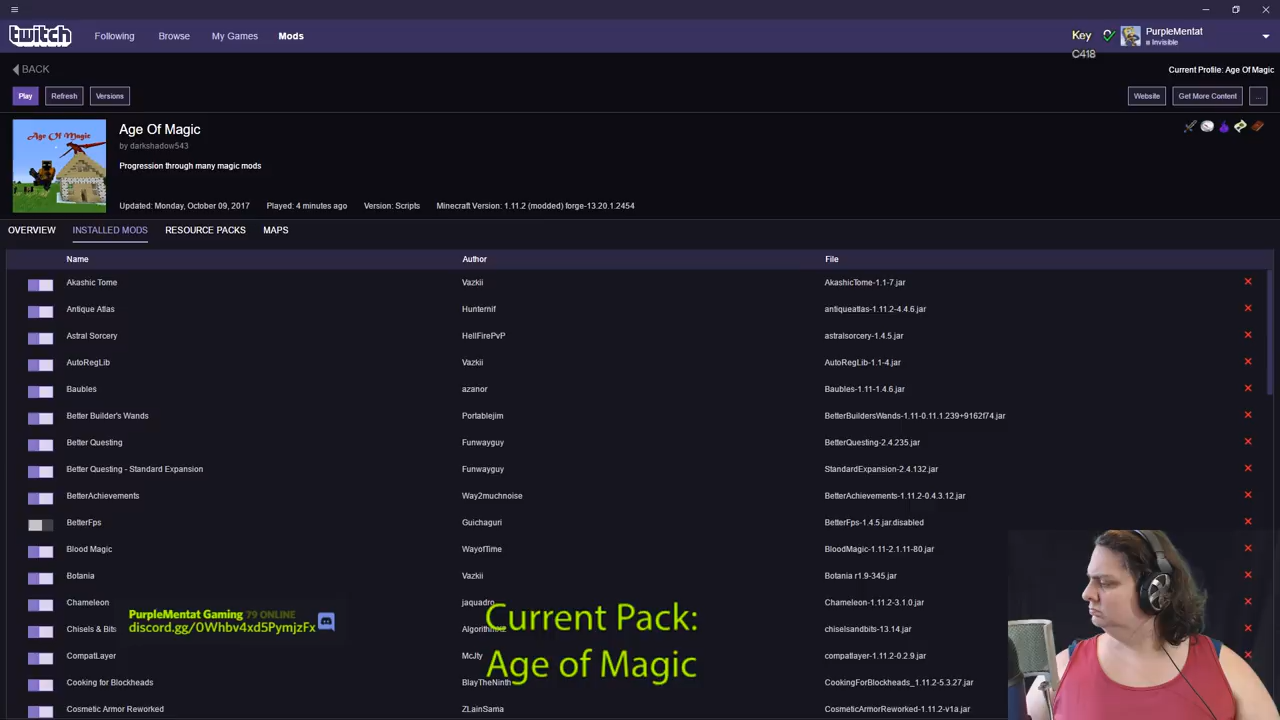 twitch Following Browse My Games Mods Key PurpleMentat
Invisible
C418
BACK Current Profile: Age Of Magic
Play Refresh Versions Website Get More Content ...
Age Of Magic Age Of Magic
by darkshadow543
Progression through many magic mods
Updated: Monday, October 09, 2017 Played: 4 minutes ago Version: Scripts Minecraft Version: 1.11.2 (modded) forge-13.20.1.2454
OVERVIEW INSTALLED MODS RESOURCE PACKS MAPS
Name Author File
Akashic Tome Vazkii AkashicTome-1.1-7.jar
Antique Atlas Hunternif antiqueatlas-1.11.2-4.4.6.jar
Astral Sorcery HellFirePvP astralsorcery-1.4.5.jar
AutoRegLib Vazkii AutoRegLib-1.1-4.jar
Baubles azanor Baubles-1.11-1.4.6.jar
Better Builder's Wands Portablejim BetterBuildersWands-1.11-0.11.1.239+9162f74.jar
Better Questing Funwayguy BetterQuesting-2.4.235.jar
Better Questing - Standard Expansion Funwayguy StandardExpansion-2.4.132.jar
BetterAchievements Way2muchnoise BetterAchievements-1.11.2-0.4.3.12.jar
BetterFps Guichaguri BetterFps-1.4.5.jar.disabled
Blood Magic WayofTime BloodMagic-1.11-2.1.11-80.jar
Botania Vazkii Botania r1.9-345.jar
Chameleon jaquadro Chameleon-1.11.2-3.1.0.jar
PurpleMentat Gaming 79 ONLINE
discord.gg/0Whbv4xd5PymjzFx
Current Pack:
Chisels & Bits chiselsandbits-13.14.jar
CompatLayer McJty compatlayer-1.11.2-0.2.9.jar
Age of Magic
Cooking for Blockheads BlayTheNinth CookingForBlockheads_1.11.2-5.3.27.jar
Cosmetic Armor Reworked ZLainSama CosmeticArmorReworked-1.11.2-v1a.jar